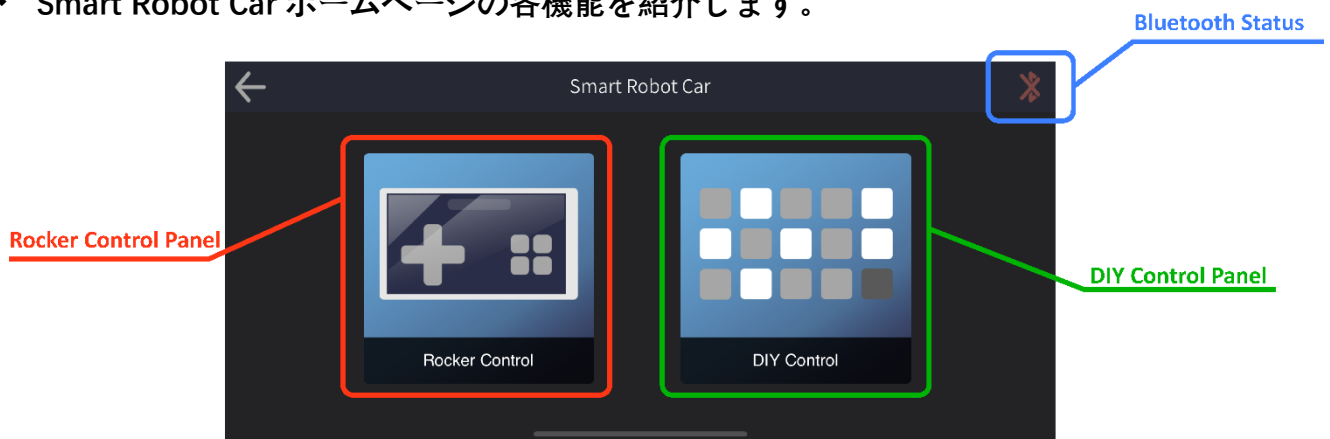 Smart Robot Car ホームページの各機能を紹介します。
Bluetooth Status
Smart Robot Car
Rocker Control Panel
DIY Control Panel
Rocker Control
DIY Control